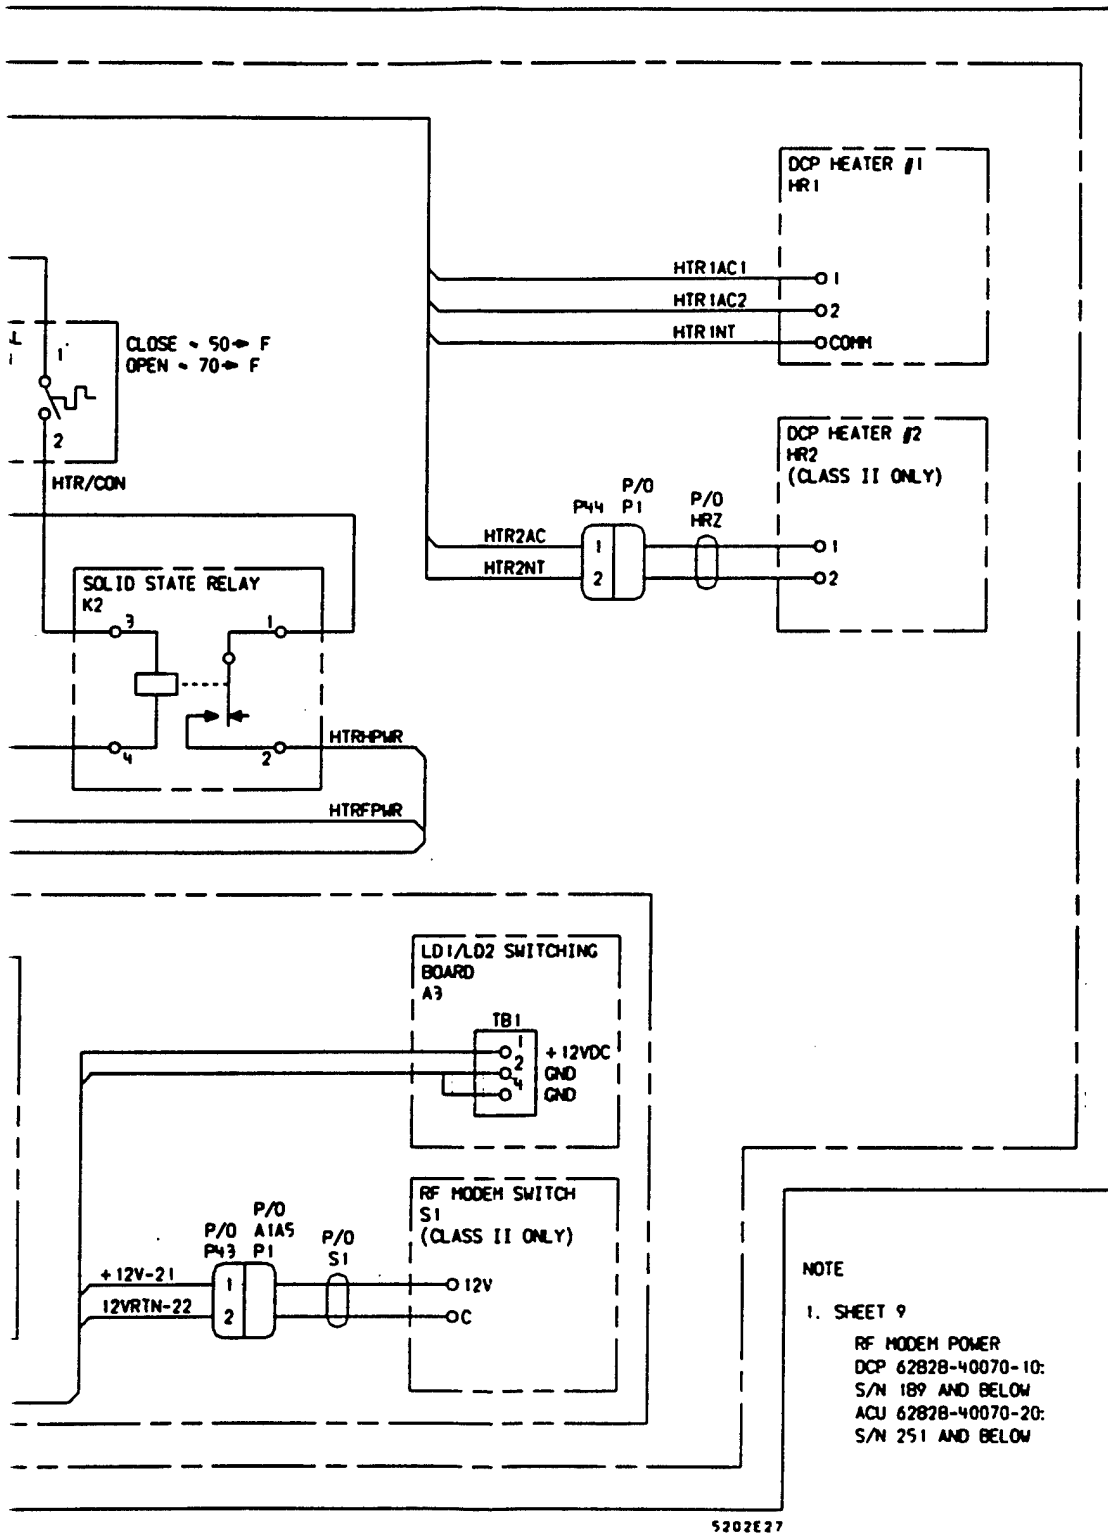 DCP HEATER #1
HR1
HTR1AC1
1
HTR1AC2
2
HTR1NT
COMM
1
CLOSE ~ 50 F
OPEN ~ 70 F
2
HTR/CON
DCP HEATER #2
HR2
(CLASS II ONLY)
P/O
P44 P1
P/O
HRZ
HTR2AC
1
1
HTR2NT
2
2
SOLID STATE RELAY
K2
3
1
4
2
HTRHPWR
HTRFPWR
LD1/LD2 SWITCHING
BOARD
A3
TB1
1
+12VDC
2
GND
4
GND
RF MODEM SWITCH
S1
(CLASS II ONLY)
P/O
P/O A1A5
P43 P1
P/O
S1
+12V-21
1
12V
12VRTN-22
2
C
NOTE
1. SHEET 9
RF MODEM POWER
DCP 62828-40070-10:
S/N 189 AND BELOW
ACU 62828-40070-20:
S/N 251 AND BELOW
5202E27